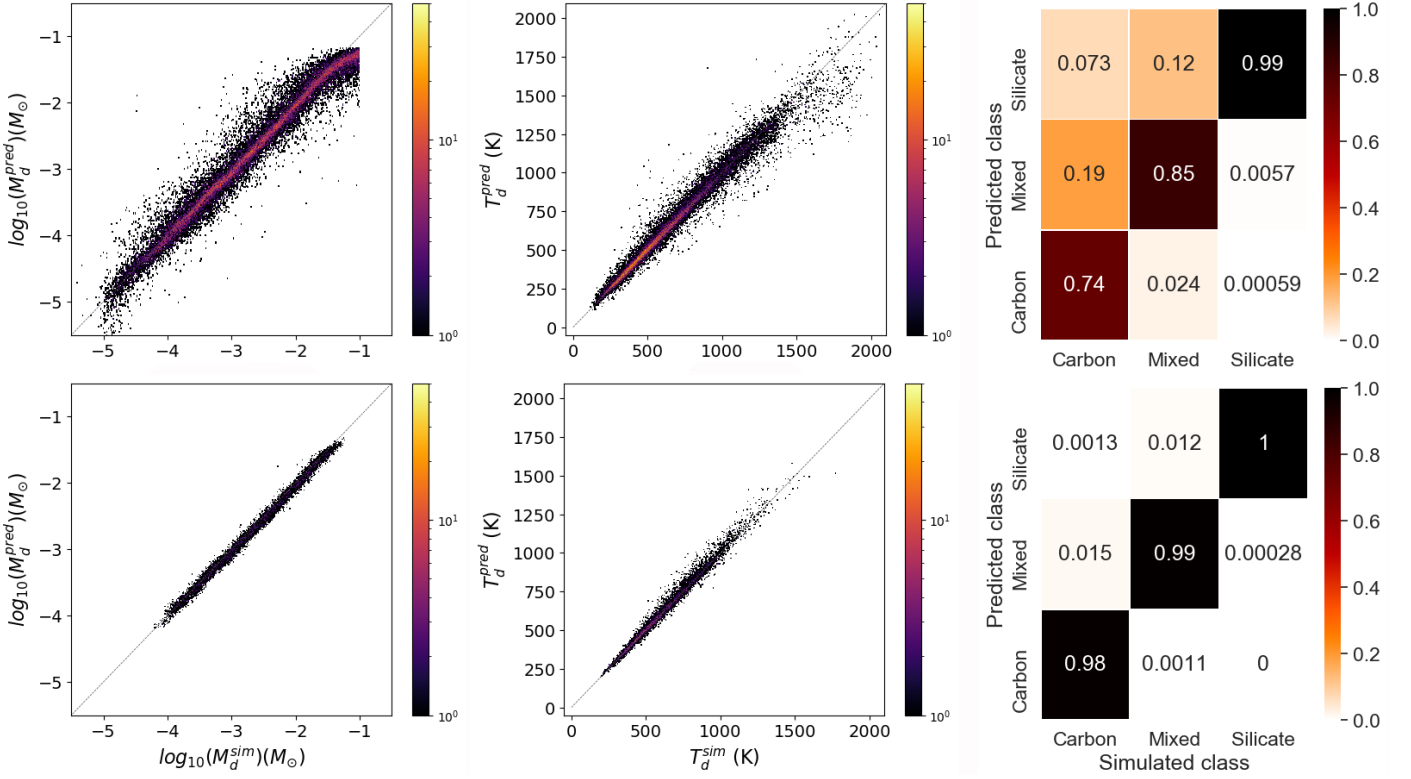 log10(M_d^pred)(M⊙)
−1
−2
−3
−4
−5
−5 −4 −3 −2 −1
10^1
10^0
T_d^pred (K)
2000
1750
1500
1250
1000
750
500
250
0
0 500 1000 1500 2000
10^1
10^0
Predicted class
Silicate
Mixed
Carbon
0.073 0.12 0.99
0.19 0.85 0.0057
0.74 0.024 0.00059
Carbon Mixed Silicate
1.0
0.8
0.6
0.4
0.2
0.0
log10(M_d^pred)(M⊙)
−1
−2
−3
−4
−5
−5 −4 −3 −2 −1
log10(M_d^sim)(M⊙)
10^1
10^0
T_d^pred (K)
2000
1750
1500
1250
1000
750
500
250
0
0 500 1000 1500 2000
T_d^sim (K)
10^1
10^0
Predicted class
Silicate
Mixed
Carbon
0.0013 0.012 1
0.015 0.99 0.00028
0.98 0.0011 0
Carbon Mixed Silicate
Simulated class
1.0
0.8
0.6
0.4
0.2
0.0